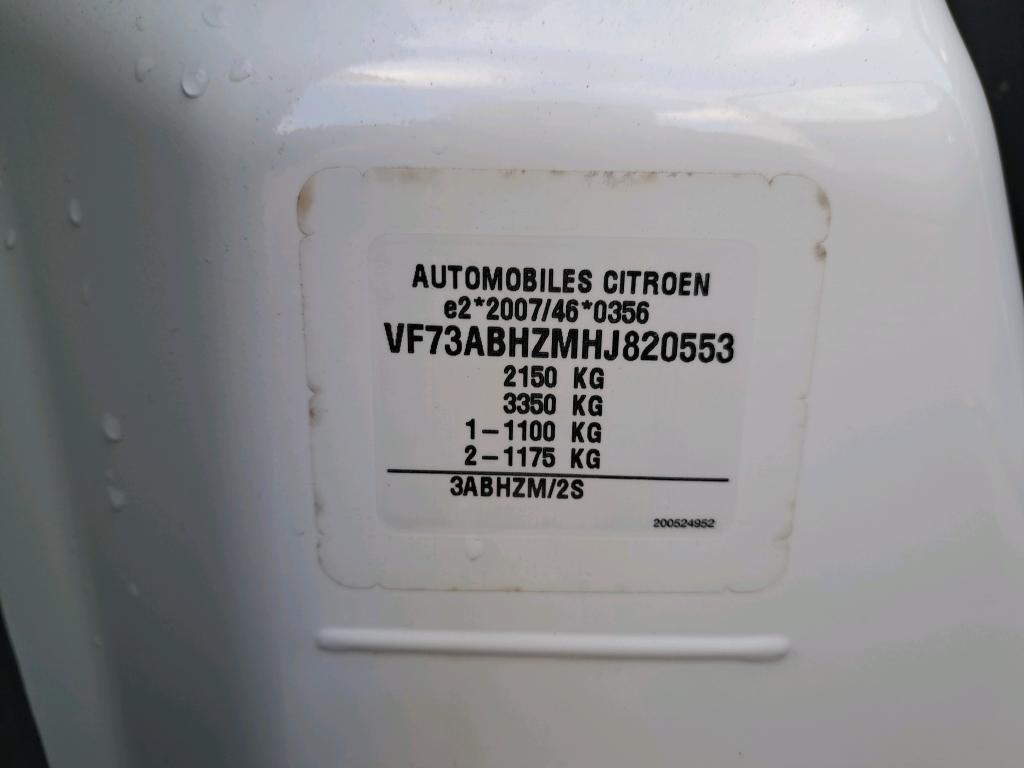 AUTOMOBILES CITROEN
e2*2007/46*0356
VF73ABHZMHJ820553
2150 KG
3350 KG
1-1100 KG
2-1175 KG
3ABHZM/2S
200524952